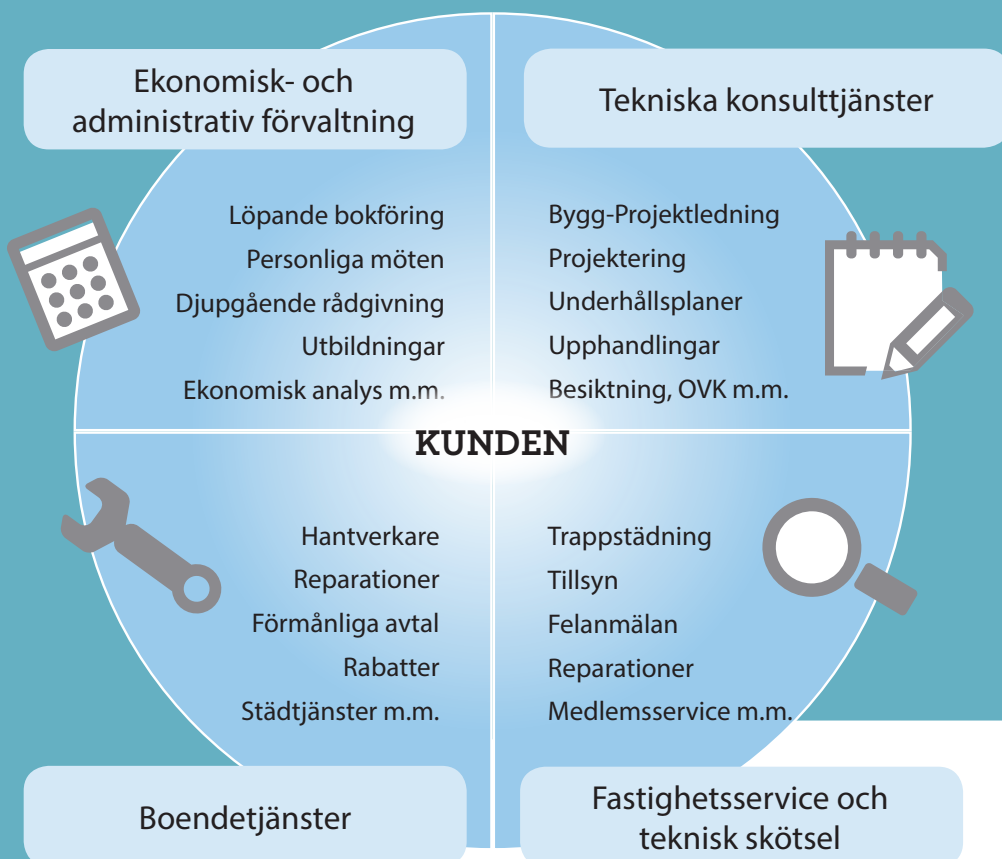 Ekonomisk- och
administrativ förvaltning
Löpande bokföring
Personliga möten
Djupgående rådgivning
Utbildningar
Ekonomisk analys m.m.
Tekniska konsulttjänster
Bygg-Projektledning
Projektering
Underhållsplaner
Upphandlingar
Besiktning, OVK m.m.
KUNDEN
Hantverkare
Reparationer
Förmånliga avtal
Rabatter
Städtjänster m.m.
Boendetjänster
Trappstädning
Tillsyn
Felanmälan
Reparationer
Medlemsservice m.m.
Fastighetsservice och
teknisk skötsel